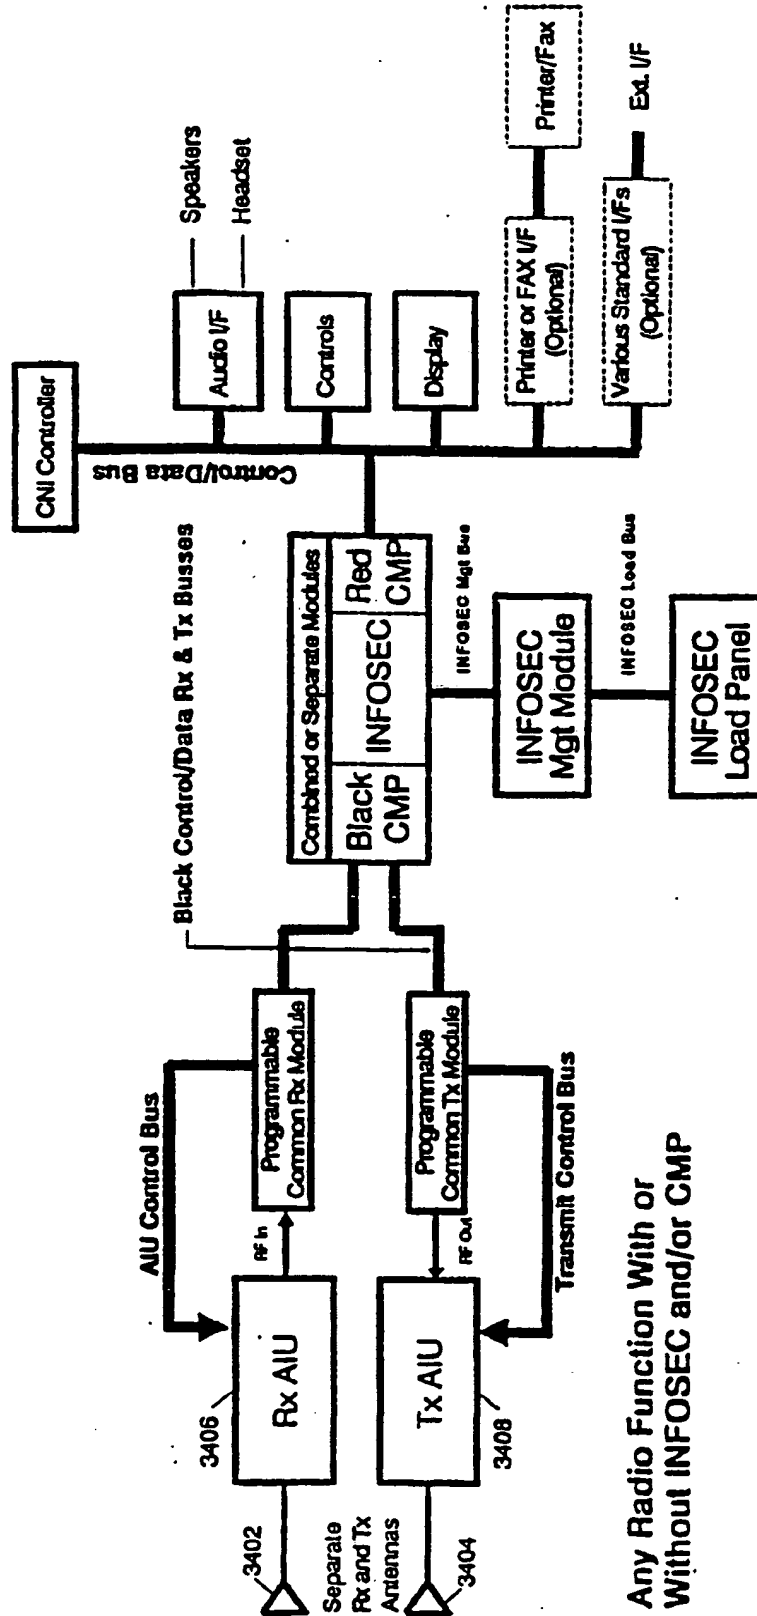 CNI Controller
Control/Data Bus
Audio I/F
Speakers
Headset
Controls
Display
Printer or FAX I/F
(Optional)
Printer/Fax
Various Standard I/Fs
(Optional)
Ext. I/F
Black Control/Data Rx & Tx Busses
Combined or Separate Modules
Black
CMP
INFOSEC
Red
CMP
INFOSEC Mgt Bus
INFOSEC
Mgt Module
INFOSEC Load Bus
INFOSEC
Load Panel
AIU Control Bus
Programmable
Common Rx Module
RF In
Rx AIU
3406
3402
Separate
Rx and Tx
Antennas
3404
Tx AIU
3408
RF Out
Programmable
Common Tx Module
Transmit Control Bus
Any Radio Function With or
Without INFOSEC and/or CMP